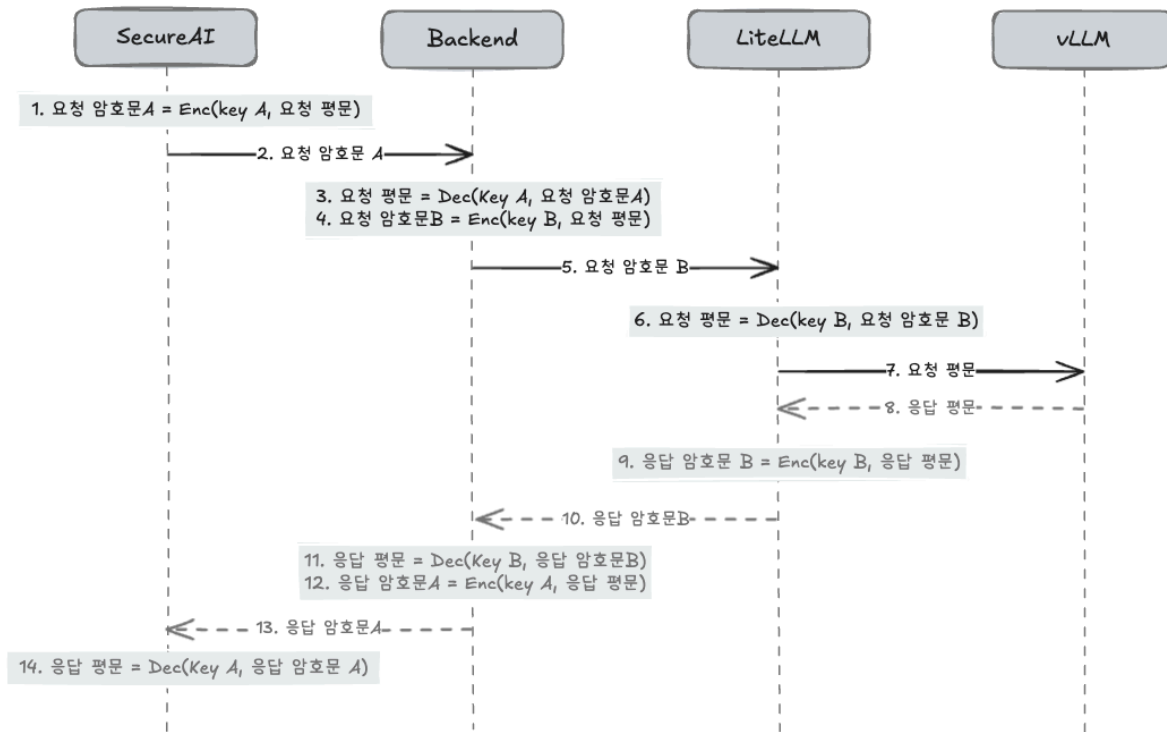 SecureAI
Backend
LiteLLM
vLLM
1. 요청 암호문A = Enc(key A, 요청 평문)
2. 요청 암호문 A
3. 요청 평문 = Dec(Key A, 요청 암호문A)
4. 요청 암호문B = Enc(key B, 요청 평문)
5. 요청 암호문 B
6. 요청 평문 = Dec(key B, 요청 암호문 B)
7. 요청 평문
8. 응답 평문
9. 응답 암호문 B = Enc(key B, 응답 평문)
10. 응답 암호문B
11. 응답 평문 = Dec(Key B, 응답 암호문B)
12. 응답 암호문A = Enc(key A, 응답 평문)
13. 응답 암호문A
14. 응답 평문 = Dec(Key A, 응답 암호문 A)